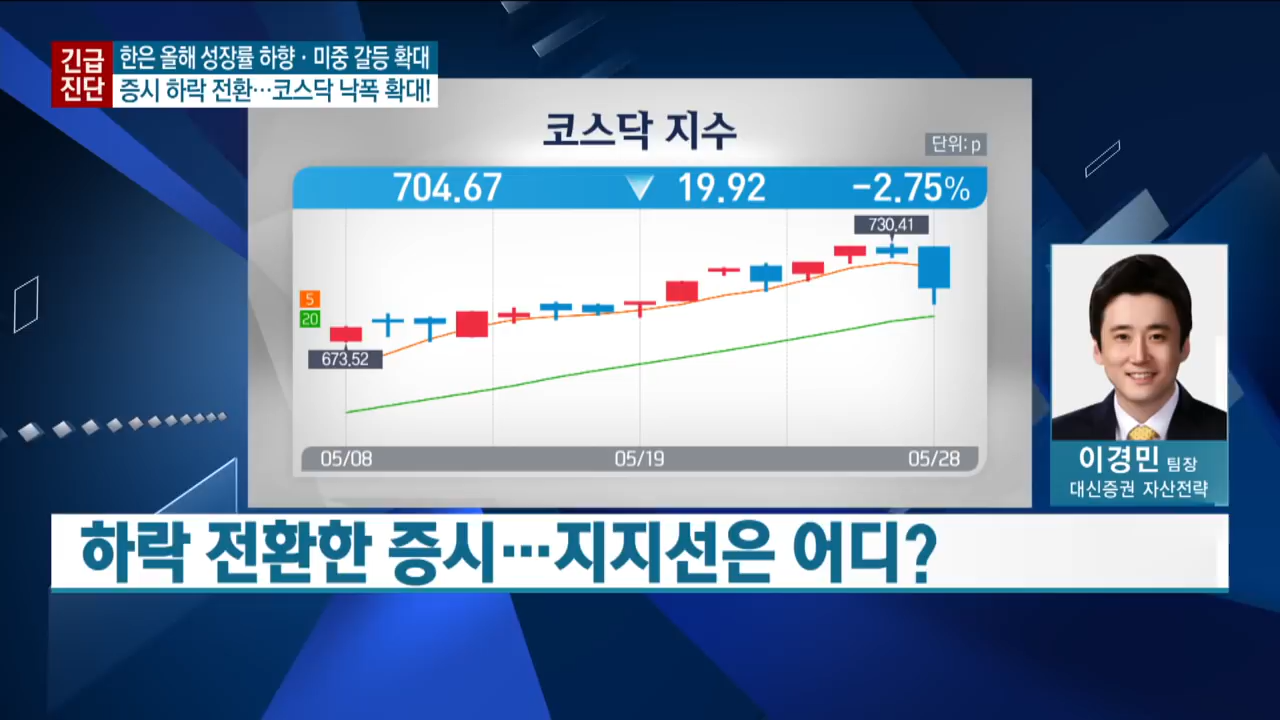 긴급
진단
한은 올해 성장률 하향·미중 갈등 확대
증시 하락 전환…코스닥 낙폭 확대!
코스닥 지수
단위: p
704.67 ▼ 19.92 -2.75%
730.41
5
20
673.52
05/08 05/19 05/28
이경민 팀장
대신증권 자산전략
하락 전환한 증시…지지선은 어디?